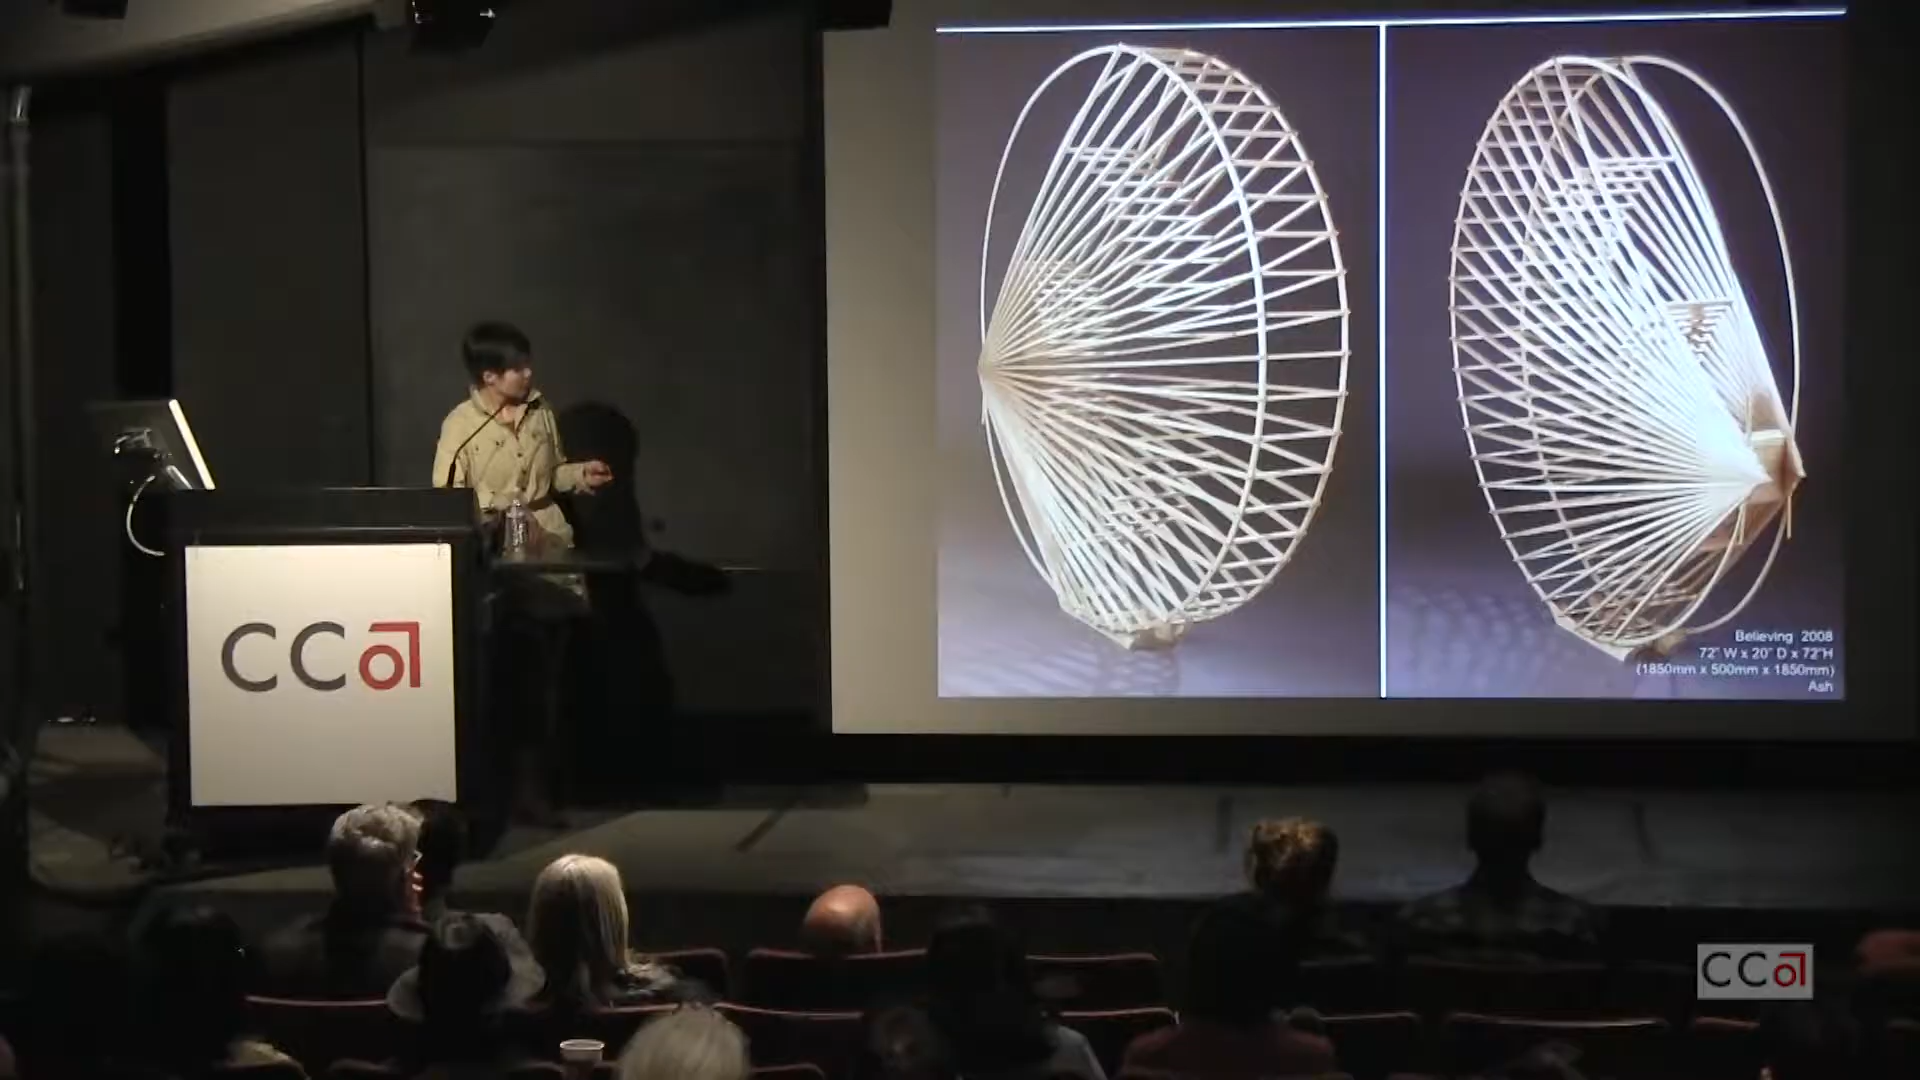 CCA
Believing 2008
72" W x 20" D x 72"H
(1850mm x 500mm x 1850mm)
Ash
CCA